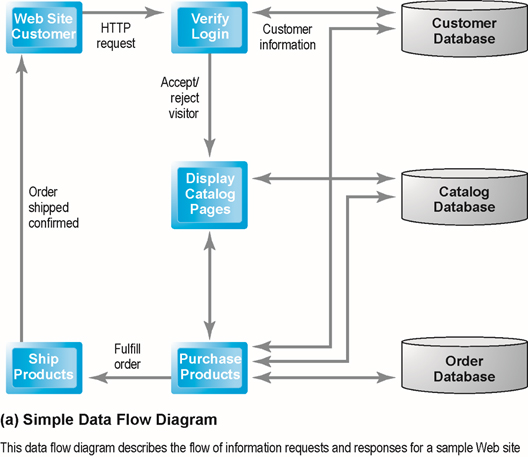 Web Site
Customer
HTTP
request
Verify
Login
Customer
information
Customer
Database
Accept/
reject
visitor
Display
Catalog
Pages
Catalog
Database
Order
shipped
confirmed
Ship
Products
Fulfill
order
Purchase
Products
Order
Database
(a) Simple Data Flow Diagram
This data flow diagram describes the flow of information requests and responses for a sample Web site